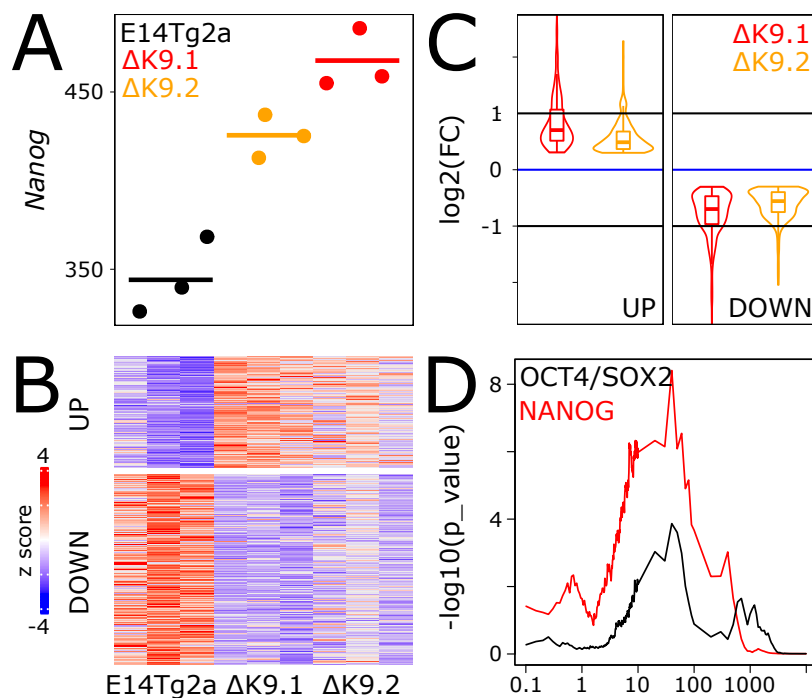 A
E14Tg2a
ΔK9.1
ΔK9.2
450
350
Nanog
C
ΔK9.1
ΔK9.2
1
0
-1
log2(FC)
UP
DOWN
B
UP
DOWN
4
-4
z score
E14Tg2a ΔK9.1 ΔK9.2
D
OCT4/SOX2
NANOG
8
4
0
-log10(p_value)
0.1 1 10 100 1000